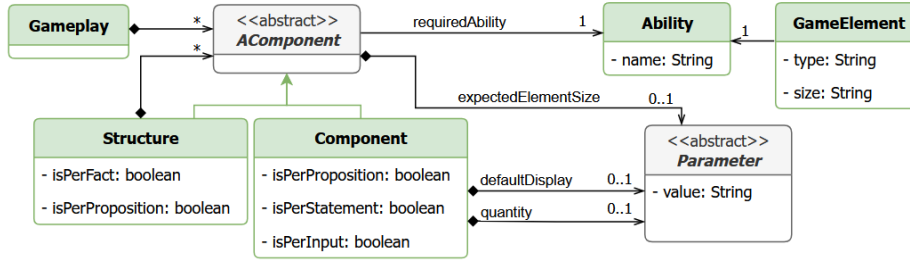 Gameplay
*
*
<<abstract>>
AComponent
requiredAbility
1
Ability
- name: String
1
GameElement
- type: String
- size: String
expectedElementSize
0..1
Structure
- isPerFact: boolean
- isPerProposition: boolean
Component
- isPerProposition: boolean
- isPerStatement: boolean
- isPerInput: boolean
defaultDisplay
0..1
quantity
0..1
<<abstract>>
Parameter
- value: String